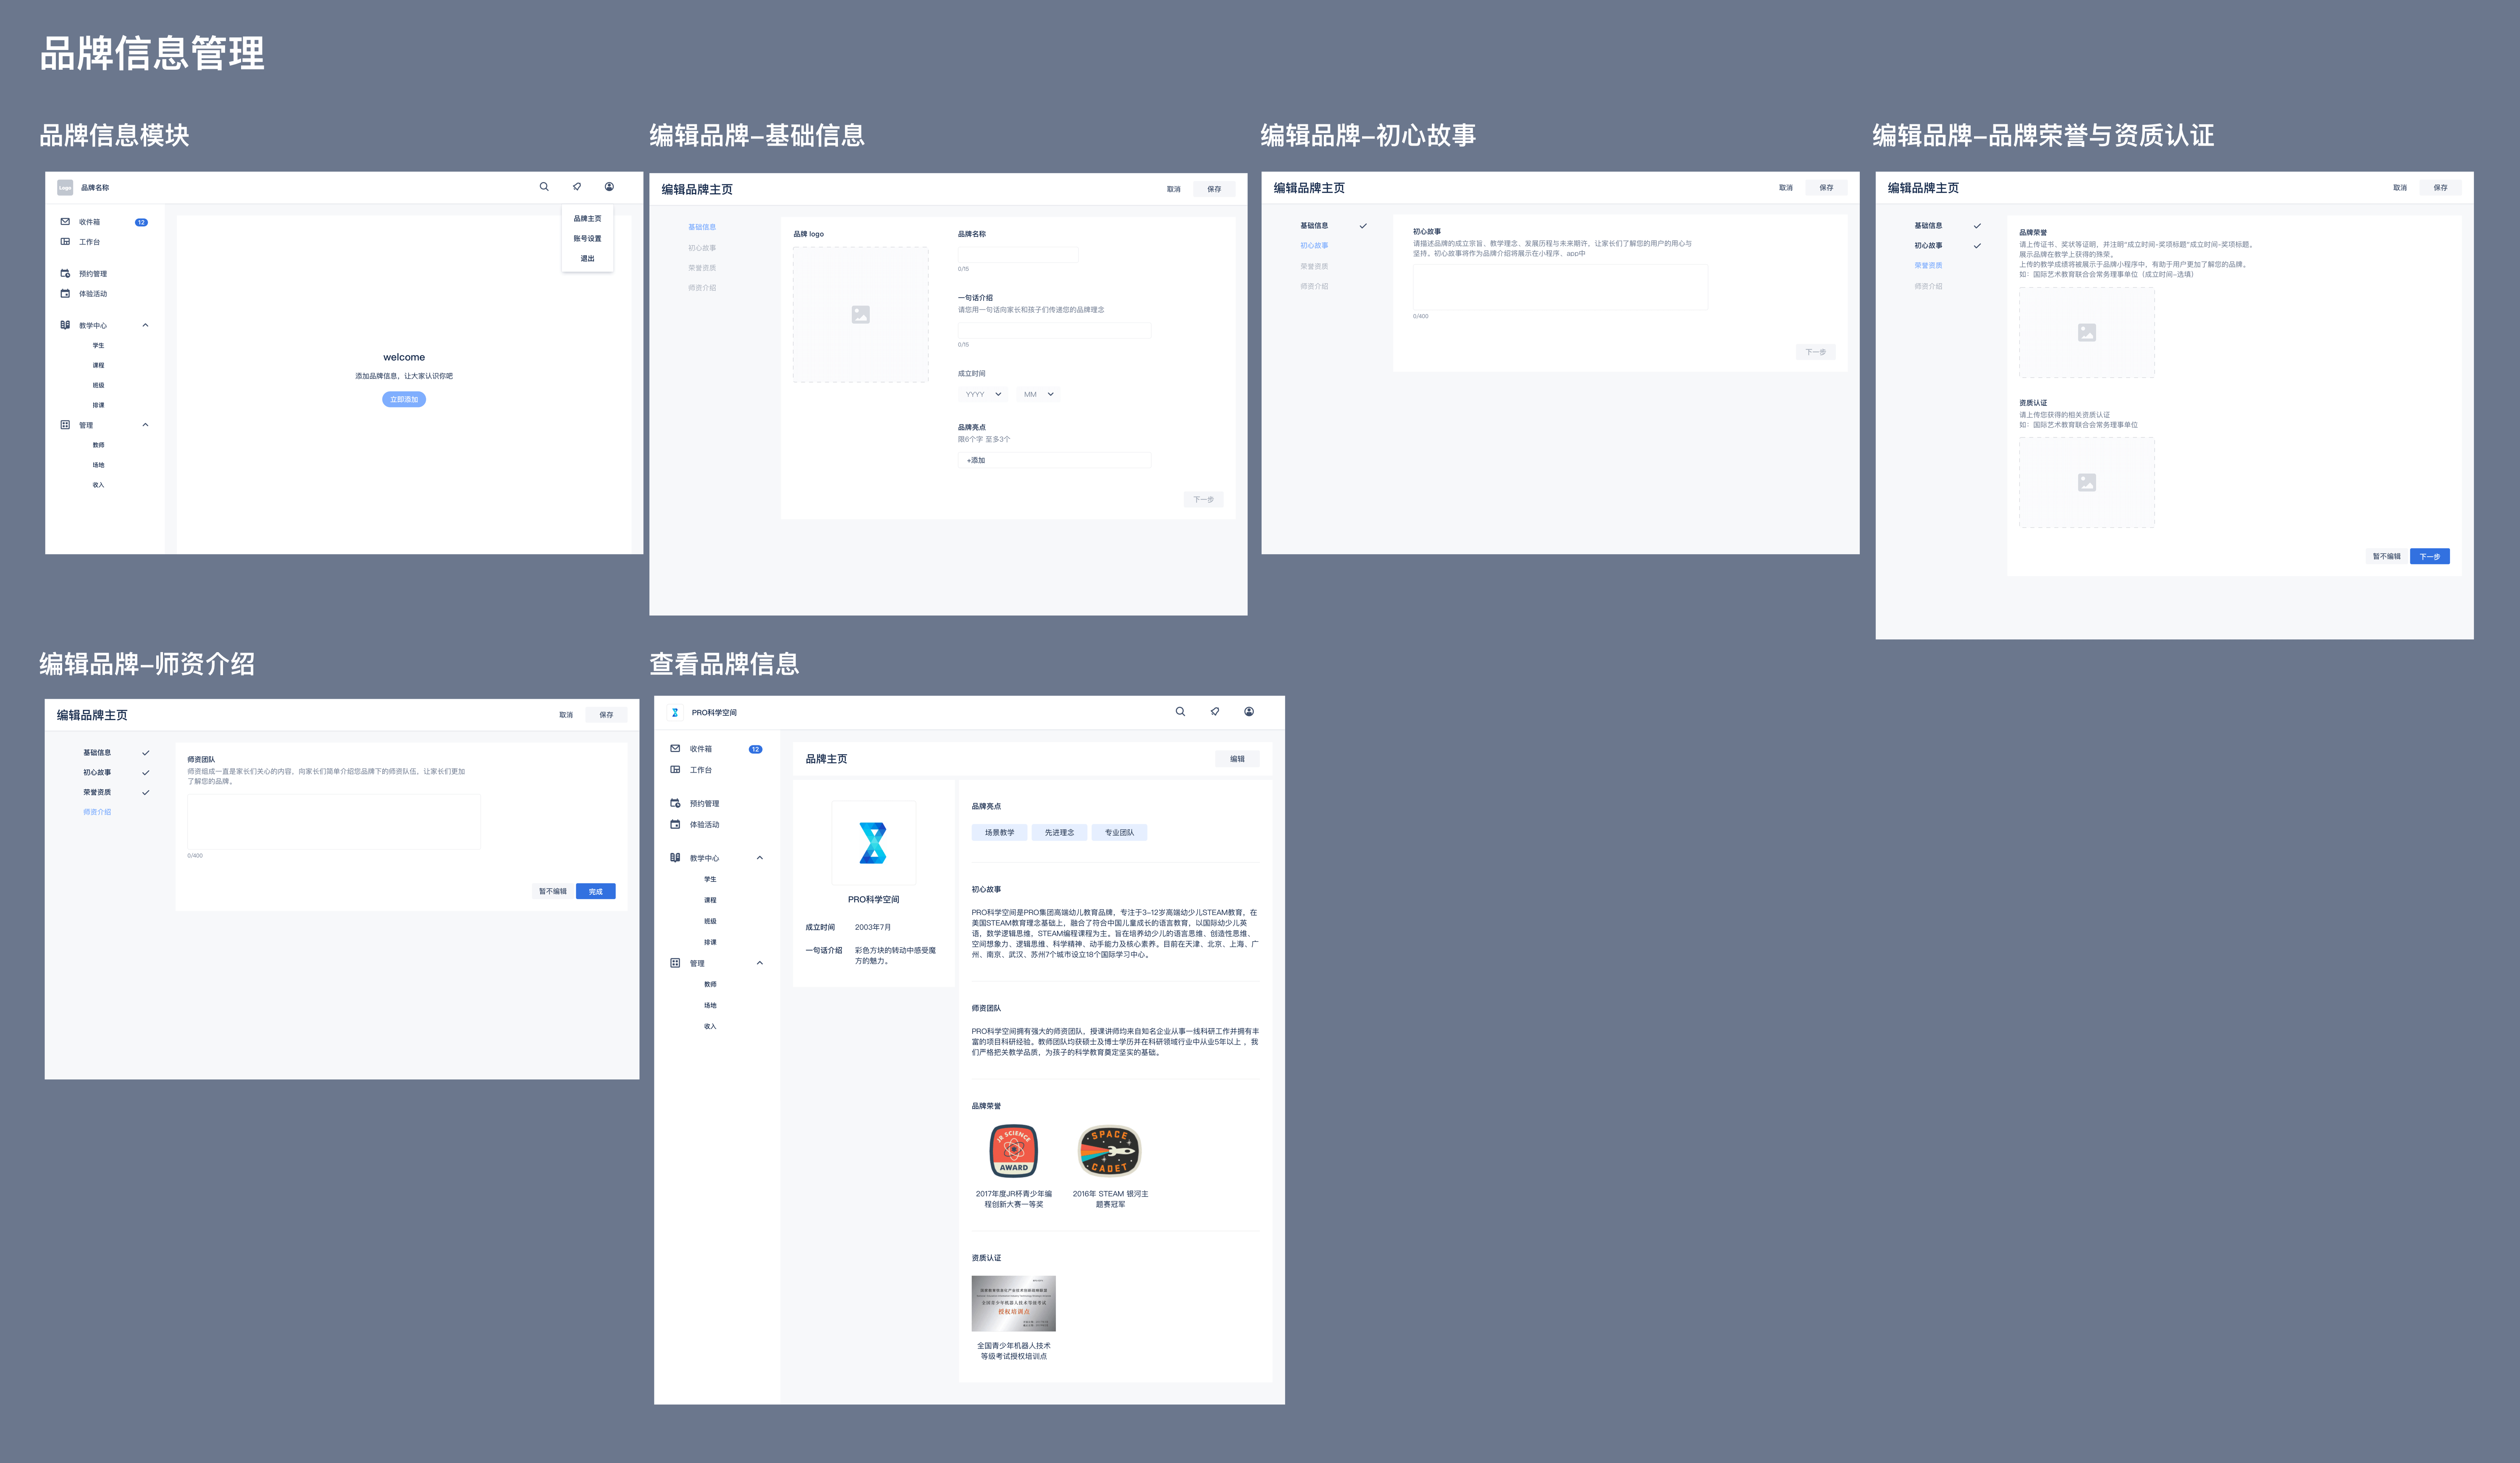 品牌信息管理
品牌信息模块
Logo
品牌名称
收件箱
12
工作台
预约管理
体验活动
教学中心
学生
课程
班级
排课
管理
教师
场地
收入
品牌主页
账号设置
退出
welcome
添加品牌信息，让大家认识你吧
立即添加
编辑品牌-基础信息
编辑品牌主页
取消
保存
基础信息
初心故事
荣誉资质
师资介绍
品牌 logo
品牌名称
0/15
一句话介绍
请您用一句话向家长和孩子们传递您的品牌理念
0/15
成立时间
YYYY
MM
品牌亮点
限6个字 至多3个
+添加
下一步
编辑品牌-初心故事
编辑品牌主页
取消
保存
基础信息
初心故事
荣誉资质
师资介绍
初心故事
请描述品牌的成立宗旨、教学理念、发展历程与未来期许，让家长们了解您的用户的用心与
坚持。初心故事将作为品牌介绍将展示在小程序、app中
0/400
下一步
编辑品牌-品牌荣誉与资质认证
编辑品牌主页
取消
保存
基础信息
初心故事
荣誉资质
师资介绍
品牌荣誉
请上传证书、奖状等证明，并注明“成立时间-奖项标题”成立时间-奖项标题。
展示品牌在教学上获得的殊荣。
上传的教学成绩将被展示于品牌小程序中，有助于用户更加了解您的品牌。
如：国际艺术教育联合会常务理事单位（成立时间-选填）
资质认证
请上传您获得的相关资质认证
如：国际艺术教育联合会常务理事单位
暂不编辑
下一步
编辑品牌-师资介绍
编辑品牌主页
取消
保存
基础信息
初心故事
荣誉资质
师资介绍
师资团队
师资组成一直是家长们关心的内容，向家长们简单介绍您品牌下的师资队伍，让家长们更加
了解您的品牌。
0/400
暂不编辑
完成
查看品牌信息
PRO科学空间
收件箱
12
工作台
预约管理
体验活动
教学中心
学生
课程
班级
排课
管理
教师
场地
收入
品牌主页
编辑
PRO科学空间
成立时间
2003年7月
一句话介绍
彩色方块的转动中感受魔
方的魅力。
品牌亮点
场景教学
先进理念
专业团队
初心故事
PRO科学空间是PRO集团高端幼儿教育品牌，专注于3-12岁高端幼少儿STEAM教育，在
美国STEAM教育理念基础上，融合了符合中国儿童成长的语言教育，以国际幼少儿英
语，数学逻辑思维，STEAM编程课程为主。旨在培养幼少儿的语言思维、创造性思维、
空间想象力、逻辑思维、科学精神、动手能力及核心素养。目前在天津、北京、上海、广
州、南京、武汉、苏州7个城市设立18个国际学习中心。
师资团队
PRO科学空间拥有强大的师资团队，授课讲师均来自知名企业从事一线科研工作并拥有丰
富的项目科研经验。教师团队均获硕士及博士学历并在科研领域行业中从业5年以上 ，我
们严格把关教学品质，为孩子的科学教育奠定坚实的基础。
品牌荣誉
JR SCIENCE
AWARD
SPACE
CADET
2017年度JR杯青少年编
程创新大赛一等奖
2016年 STEAM 银河主
题赛冠军
资质认证
全国青少年机器人技术等级考试
授权培训点
全国青少年机器人技术
等级考试授权培训点